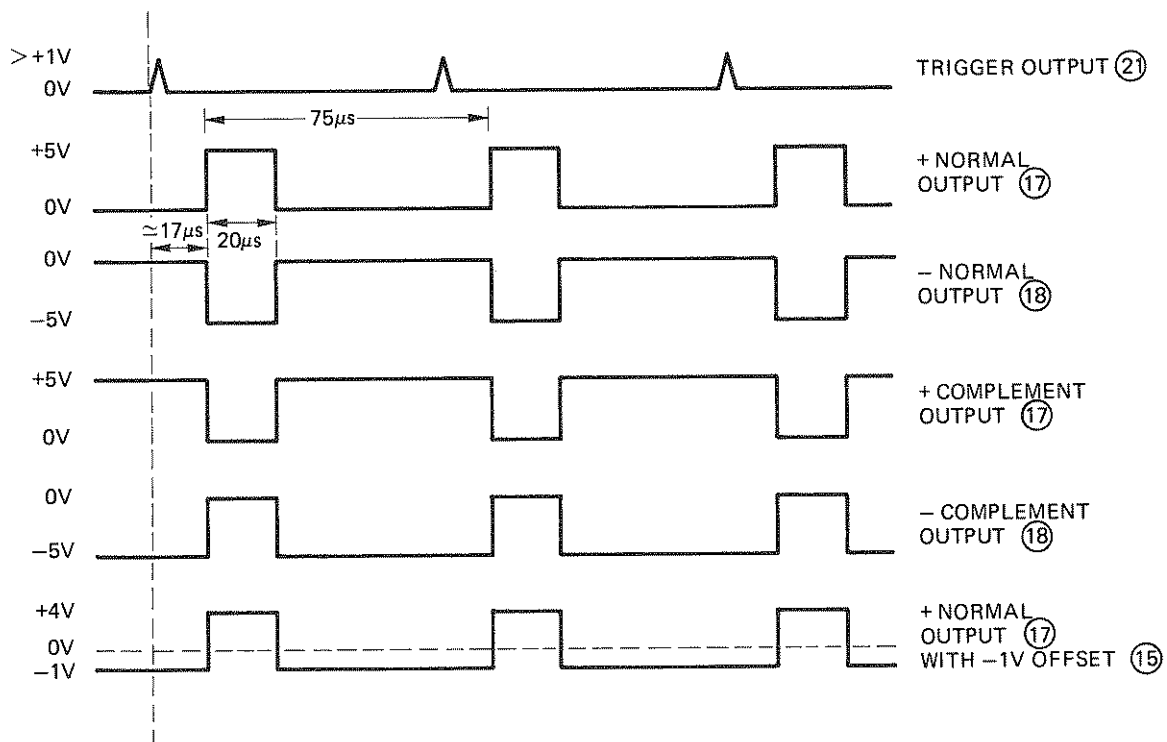 >+1V
0V
TRIGGER OUTPUT 21
75μs
+5V
0V
+ NORMAL
OUTPUT 17
≃17μs
20μs
0V
−5V
− NORMAL
OUTPUT 18
+5V
0V
+ COMPLEMENT
OUTPUT 17
0V
−5V
− COMPLEMENT
OUTPUT 18
+4V
0V
−1V
+ NORMAL
OUTPUT 17
WITH −1V OFFSET 15